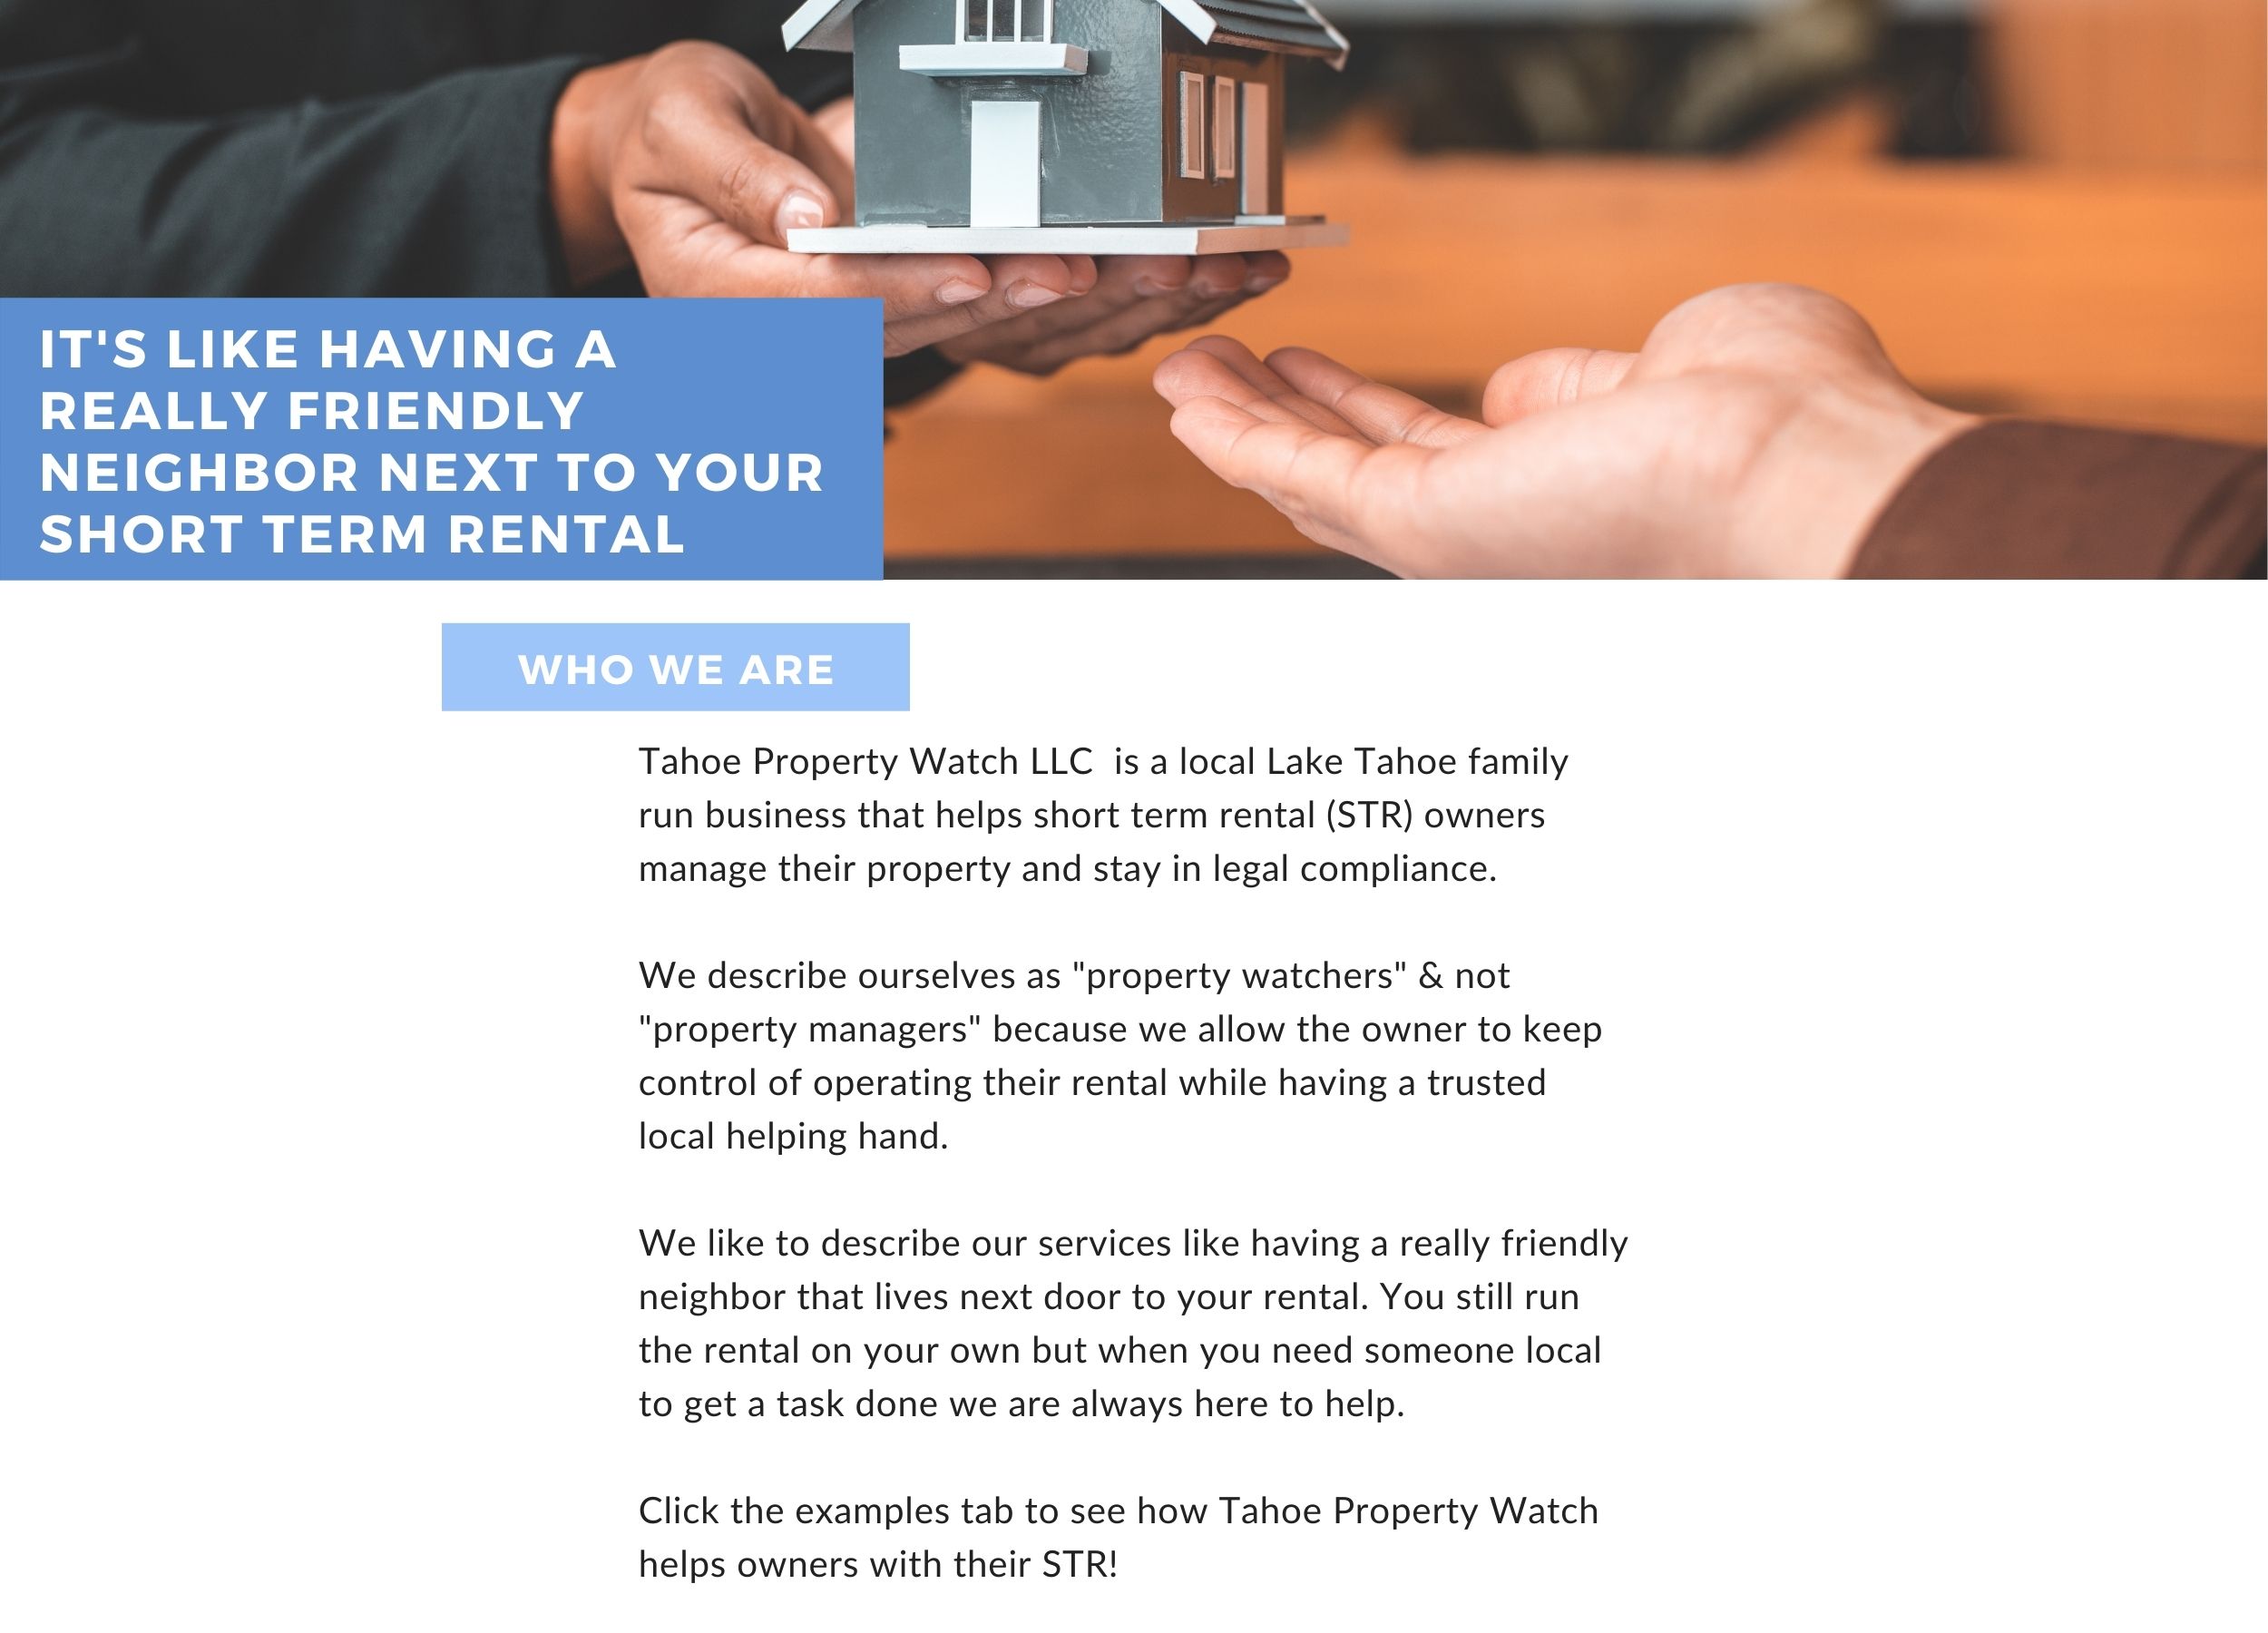 IT'S LIKE HAVING A
REALLY FRIENDLY
NEIGHBOR NEXT TO YOUR
SHORT TERM RENTAL
WHO WE ARE
Tahoe Property Watch LLC  is a local Lake Tahoe family
run business that helps short term rental (STR) owners
manage their property and stay in legal compliance.
We describe ourselves as "property watchers" & not
"property managers" because we allow the owner to keep
control of operating their rental while having a trusted
local helping hand.
We like to describe our services like having a really friendly
neighbor that lives next door to your rental. You still run
the rental on your own but when you need someone local
to get a task done we are always here to help.
Click the examples tab to see how Tahoe Property Watch
helps owners with their STR!